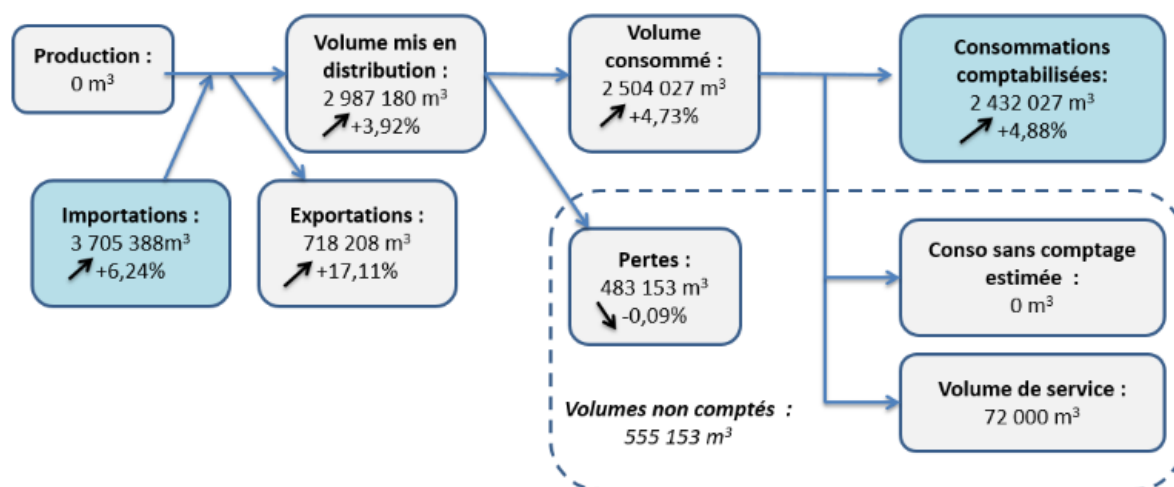 Production :
0 m³
Volume mis en
distribution :
2 987 180 m³
+3,92%
Volume
consommé :
2 504 027 m³
+4,73%
Consommations
comptabilisées:
2 432 027 m³
+4,88%
Importations :
3 705 388m³
+6,24%
Exportations :
718 208 m³
+17,11%
Pertes :
483 153 m³
-0,09%
Conso sans comptage
estimée :
0 m³
Volumes non comptés :
555 153 m³
Volume de service :
72 000 m³